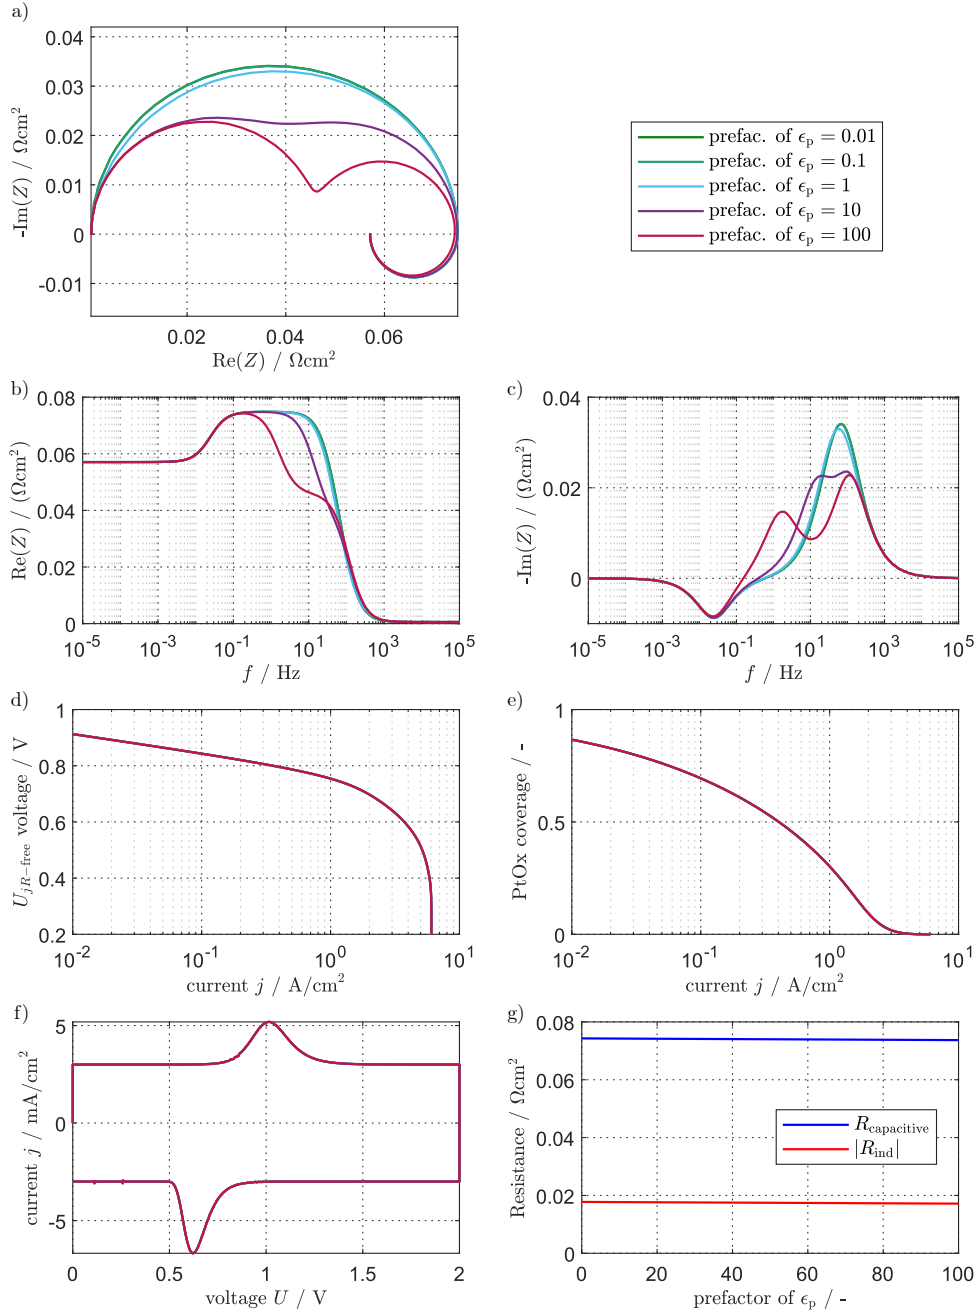 a)
0.04
0.03
0.02
0.01
0
-0.01
-Im(Z) / Ωcm²
0.02 0.04 0.06
Re(Z) / Ωcm²
prefac. of ϵₚ = 0.01
prefac. of ϵₚ = 0.1
prefac. of ϵₚ = 1
prefac. of ϵₚ = 10
prefac. of ϵₚ = 100
b)
0.08
0.06
0.04
0.02
0
Re(Z) / (Ωcm²)
10⁻⁵ 10⁻³ 10⁻¹ 10¹ 10³ 10⁵
f / Hz
c)
0.04
0.02
0
-Im(Z) / (Ωcm²)
10⁻⁵ 10⁻³ 10⁻¹ 10¹ 10³ 10⁵
f / Hz
d)
1
0.8
0.6
0.4
0.2
U_{jR−free} voltage / V
10⁻² 10⁻¹ 10⁰ 10¹
current j / A/cm²
e)
1
0.5
0
PtOx coverage / -
10⁻² 10⁻¹ 10⁰ 10¹
current j / A/cm²
f)
5
0
-5
current j / mA/cm²
0 0.5 1 1.5 2
voltage U / V
g)
0.08
0.06
0.04
0.02
0
Resistance / Ωcm²
R_{capacitive}
|R_{ind}|
0 20 40 60 80 100
prefactor of ϵₚ / -